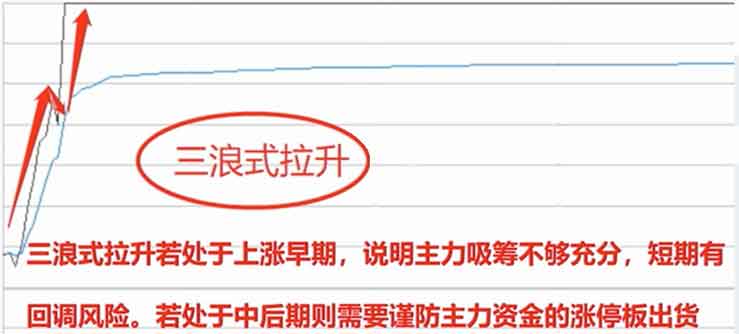 三浪式拉升
三浪式拉升若处于上涨早期，说明主力吸筹不够充分，短期有
回调风险。若处于中后期则需要谨防主力资金的涨停板出货